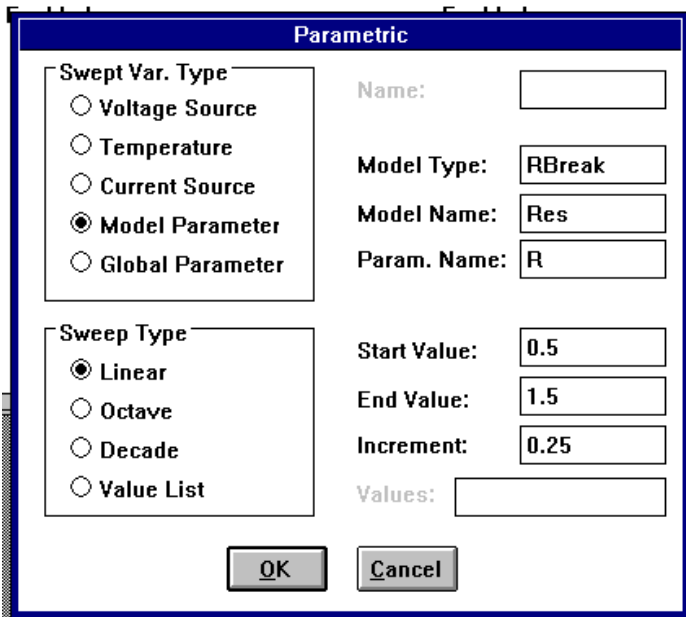 Parametric
Swept Var. Type
Voltage Source
Temperature
Current Source
Model Parameter
Global Parameter
Name:
Model Type: RBreak
Model Name: Res
Param. Name: R
Sweep Type
Linear
Octave
Decade
Value List
Start Value: 0.5
End Value: 1.5
Increment: 0.25
Values:
OK Cancel